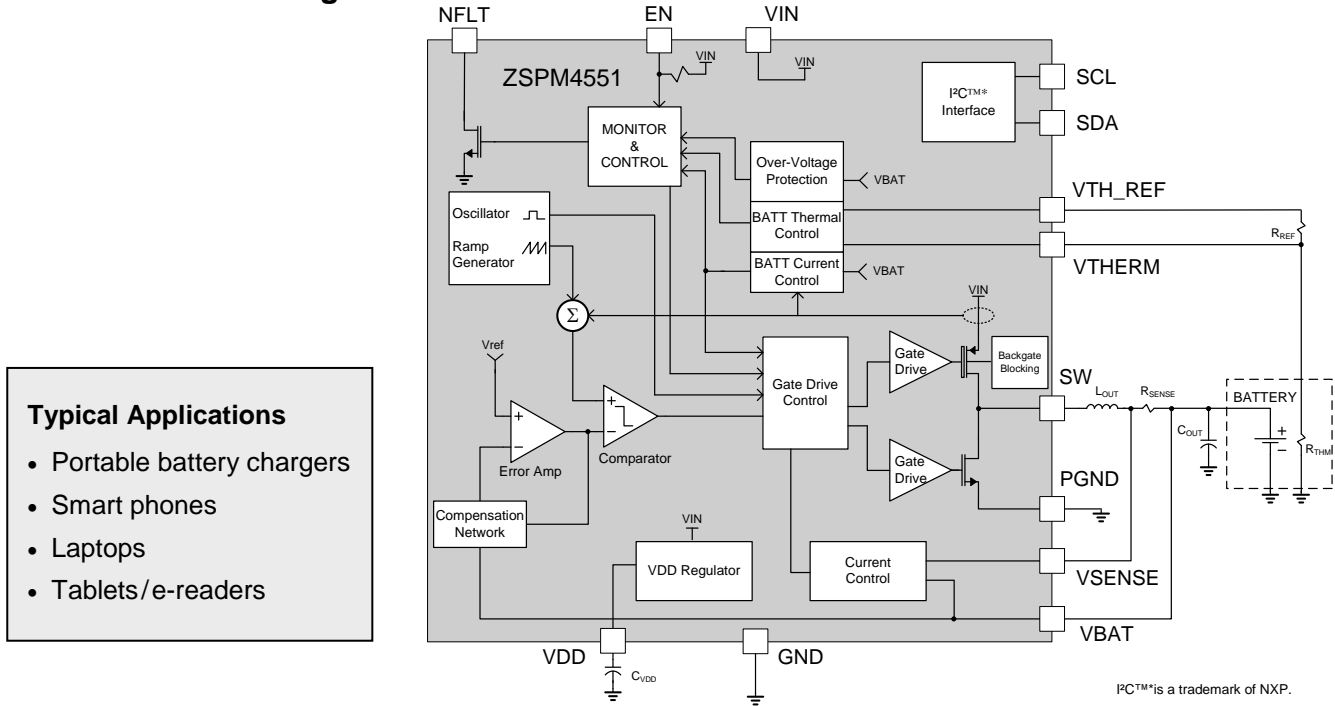 NFLT
EN
VIN
ZSPM4551
VIN
VIN
I²C™*
Interface
SCL
SDA
MONITOR
&
CONTROL
Over-Voltage
Protection
VBAT
BATT Thermal
Control
BATT Current
Control
VBAT
VTH_REF
RREF
VTHERM
Oscillator
Ramp
Generator
Σ
VIN
Vref
+
−
Error Amp
+
−
Comparator
Gate Drive
Control
Gate
Drive
Backgate
Blocking
SW
LOUT
RSENSE
COUT
BATTERY
+
−
RTHM
Gate
Drive
PGND
Compensation
Network
VIN
VDD Regulator
Current
Control
VSENSE
VBAT
VDD
CVDD
GND
I²C™*is a trademark of NXP.
Typical Applications
• Portable battery chargers
• Smart phones
• Laptops
• Tablets/e-readers